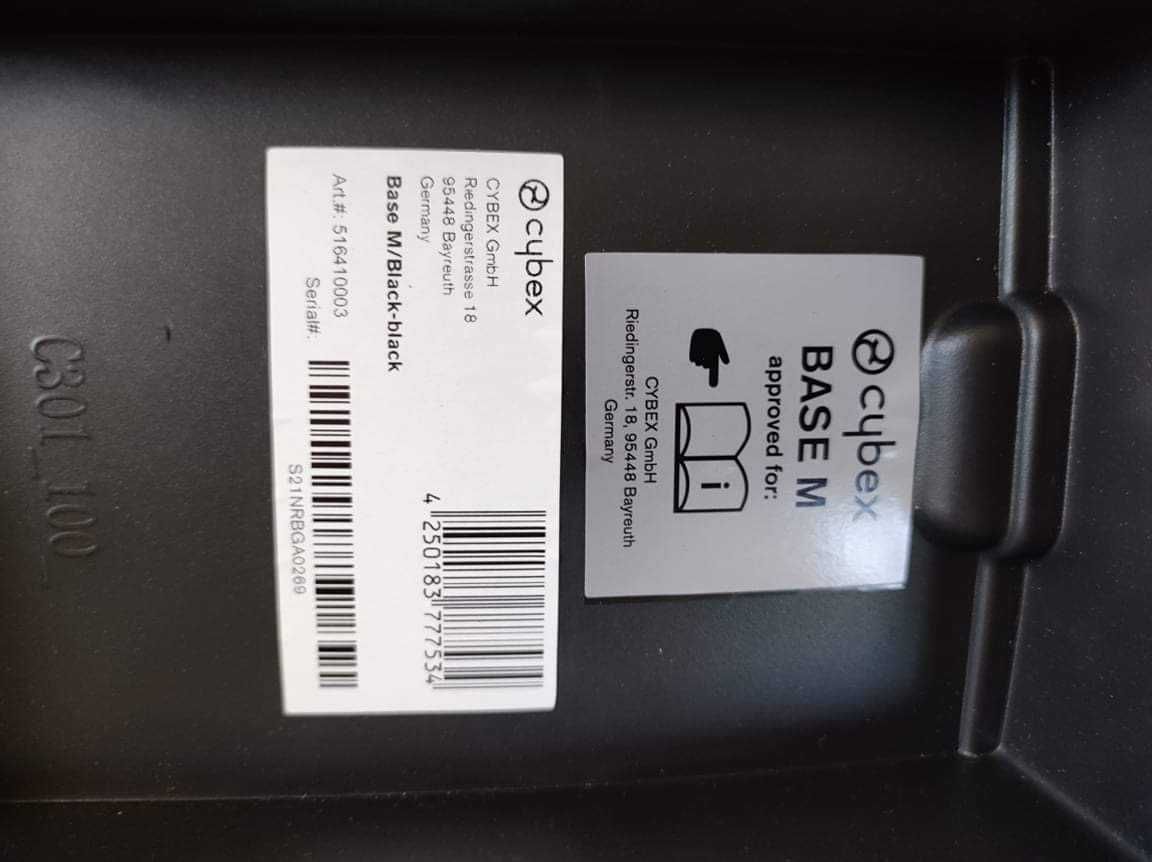 cybex
CYBEX GmbH
Riedingerstrasse 18
95448 Bayreuth
Germany
Base M/Black-black
4 250183 777534
Art.#: 516410003
Serial#:
S21NRBGA0269
cybex
BASE M
approved for:
i
CYBEX GmbH
Riedingerstr. 18, 95448 Bayreuth
Germany
C301_100_